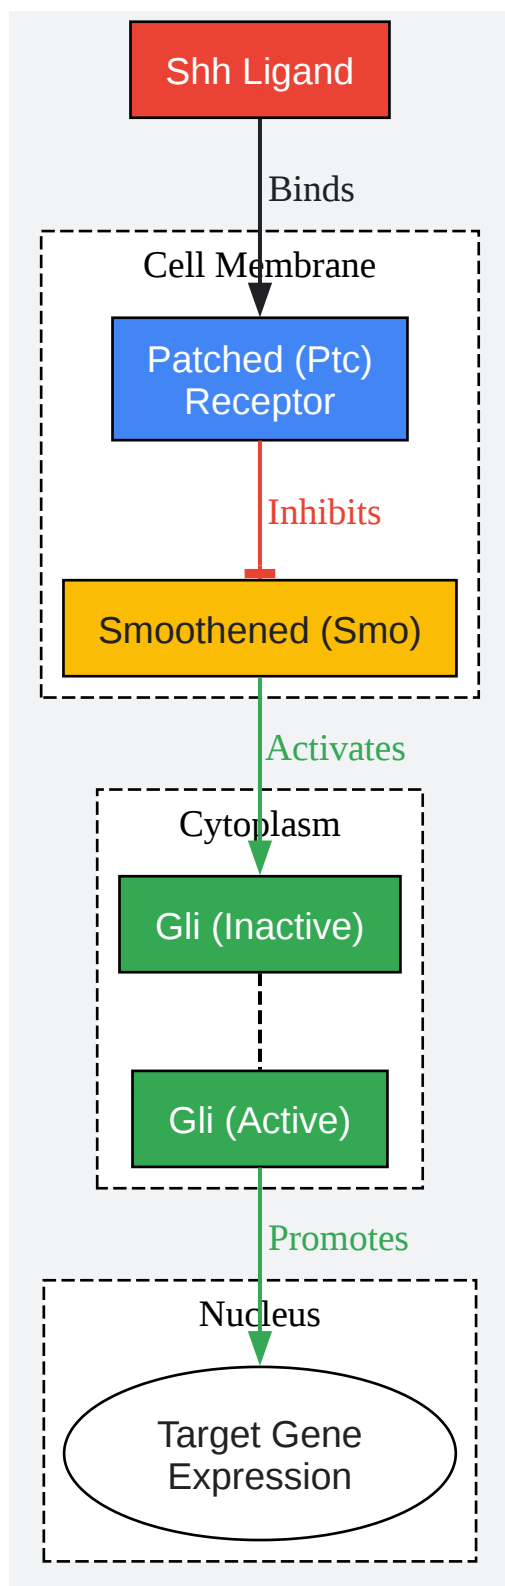 Shh Ligand
Binds
Cell Membrane
Patched (Ptc)
Receptor
Inhibits
Smoothened (Smo)
Activates
Cytoplasm
Gli (Inactive)
Gli (Active)
Promotes
Nucleus
Target Gene
Expression